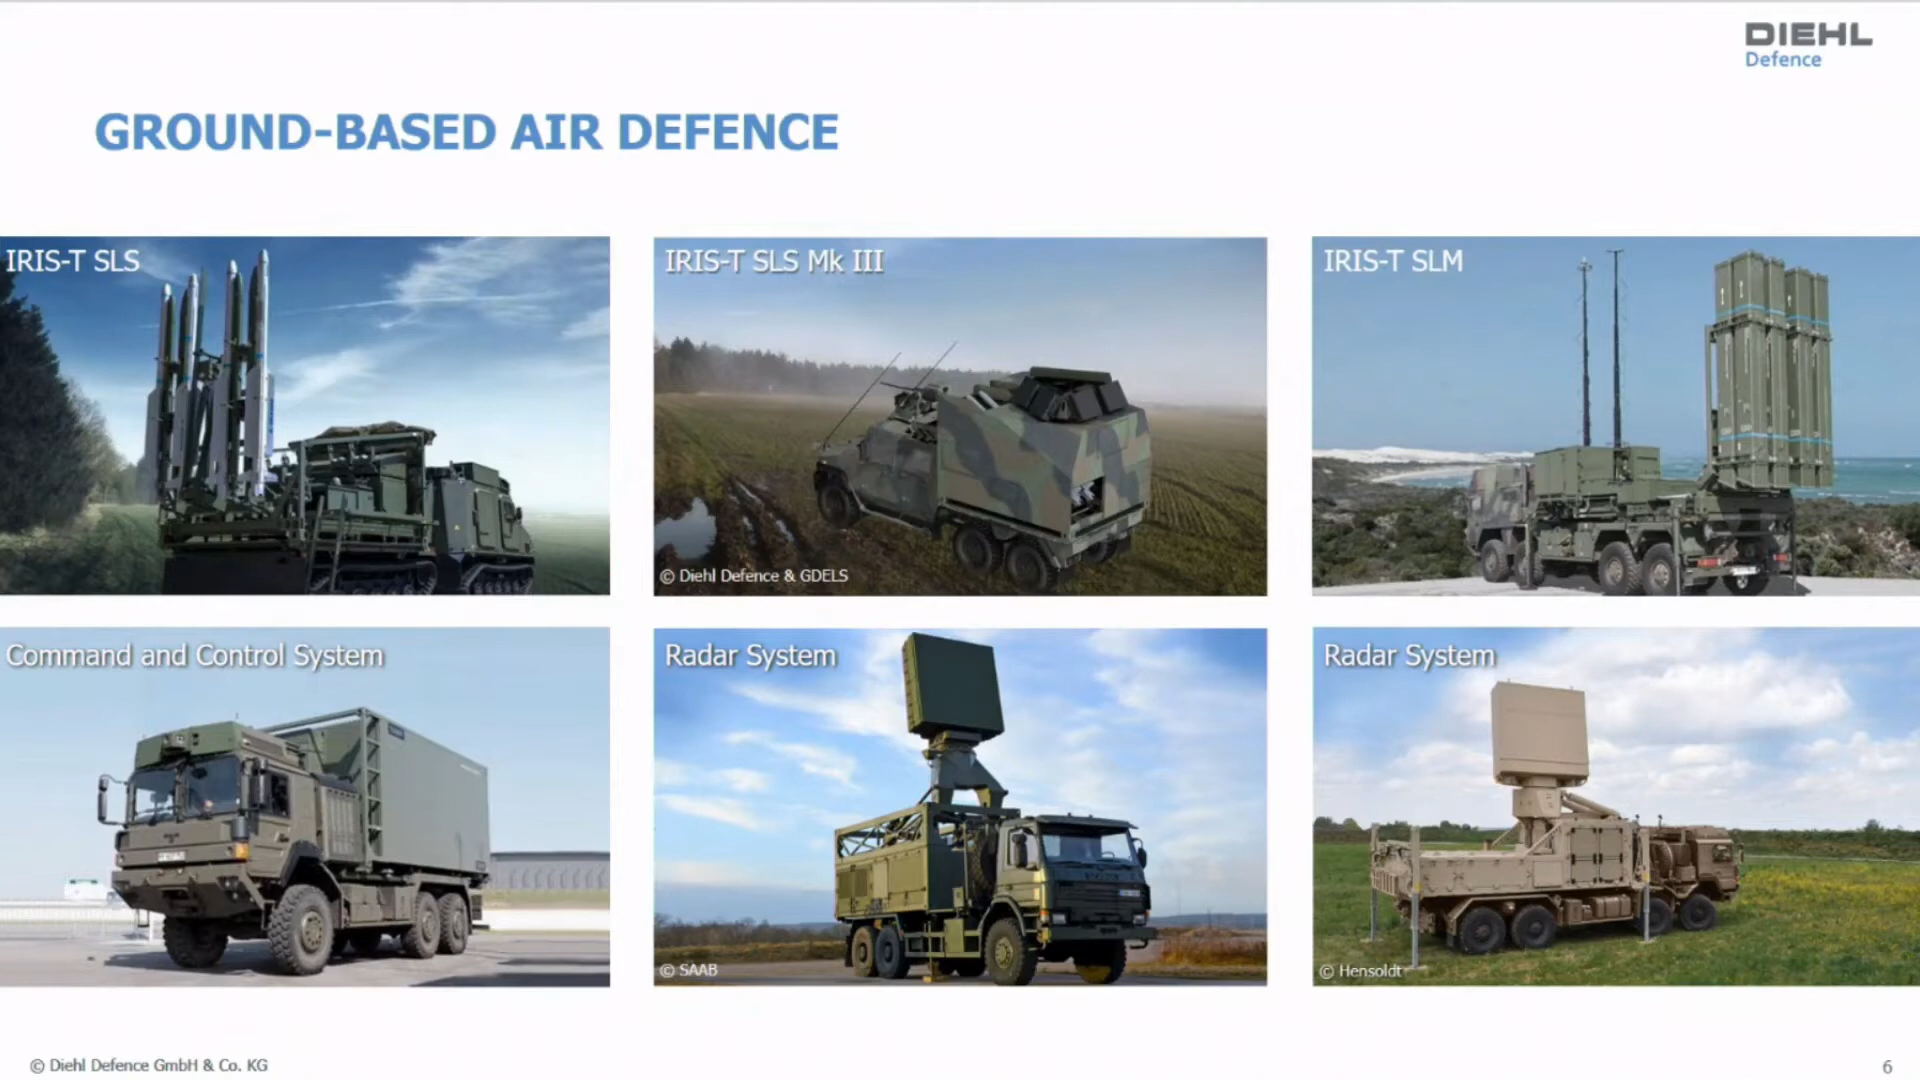 DIEHL
Defence
GROUND-BASED AIR DEFENCE
IRIS-T SLS
IRIS-T SLS Mk III
© Diehl Defence & GDELS
IRIS-T SLM
Command and Control System
Radar System
© SAAB
Radar System
© Hensoldt
© Diehl Defence GmbH & Co. KG
6